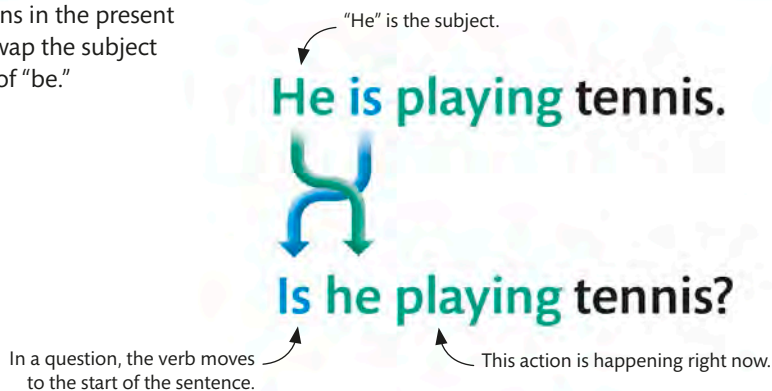 ns in the present
wap the subject
of “be.”
“He” is the subject.
He is playing tennis.
Is he playing tennis?
In a question, the verb moves
to the start of the sentence.
This action is happening right now.